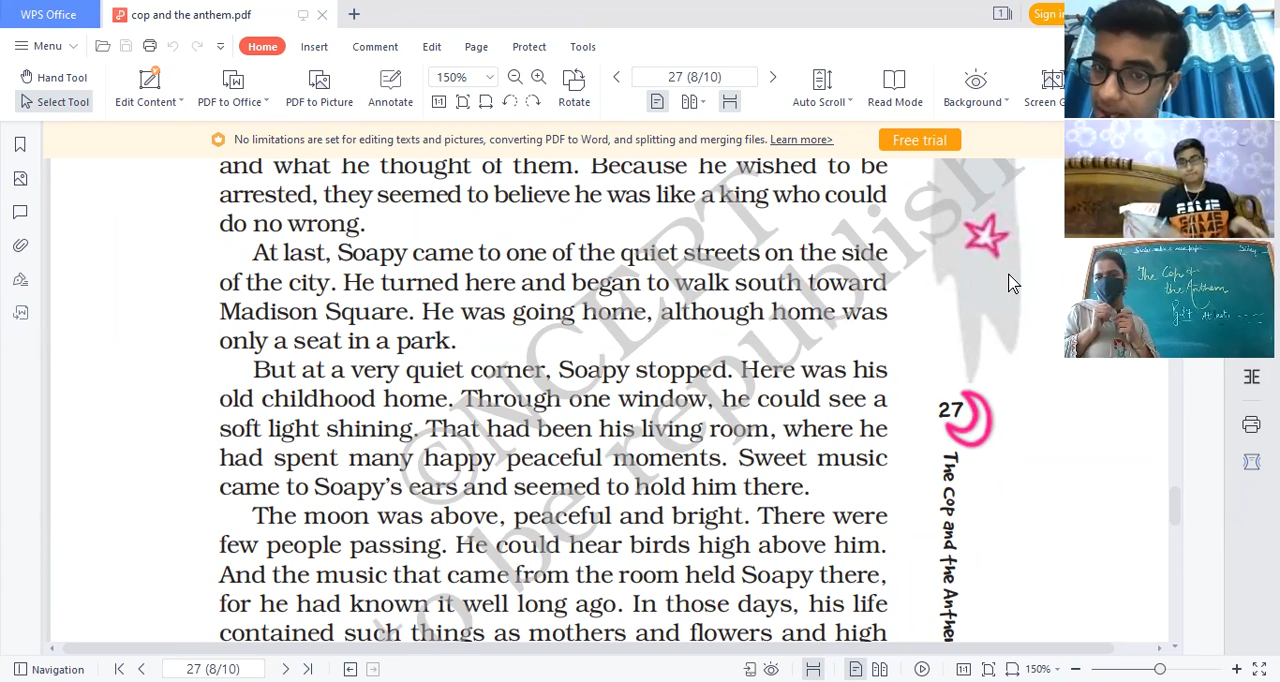 WPS Office
cop and the anthem.pdf
1
Sign in
Menu
Home
Insert
Comment
Edit
Page
Protect
Tools
Hand Tool
Select Tool
Edit Content
PDF to Office
PDF to Picture
Annotate
150%
27 (8/10)
Rotate
Auto Scroll
Read Mode
Background
Screen G
No limitations are set for editing texts and pictures, converting PDF to Word, and splitting and merging files. Learn more>
Free trial
and what he thought of them. Because he wished to be
arrested, they seemed to believe he was like a king who could
do no wrong.
At last, Soapy came to one of the quiet streets on the side
of the city. He turned here and began to walk south toward
Madison Square. He was going home, although home was
only a seat in a park.
But at a very quiet corner, Soapy stopped. Here was his
old childhood home. Through one window, he could see a
soft light shining. That had been his living room, where he
had spent many happy peaceful moments. Sweet music
came to Soapy's ears and seemed to hold him there.
The moon was above, peaceful and bright. There were
few people passing. He could hear birds high above him.
And the music that came from the room held Soapy there,
for he had known it well long ago. In those days, his life
contained such things as mothers and flowers and high
©NCERT
to be republish
27
The Cop and the Anthe
The Cop &
the Anthem
Navigation
27 (8/10)
150%